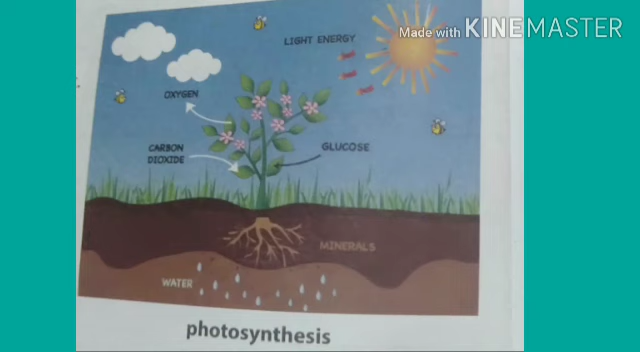 Made with KINEMASTER
LIGHT ENERGY
OXYGEN
CARBON
DIOXIDE
GLUCOSE
MINERALS
WATER
photosynthesis